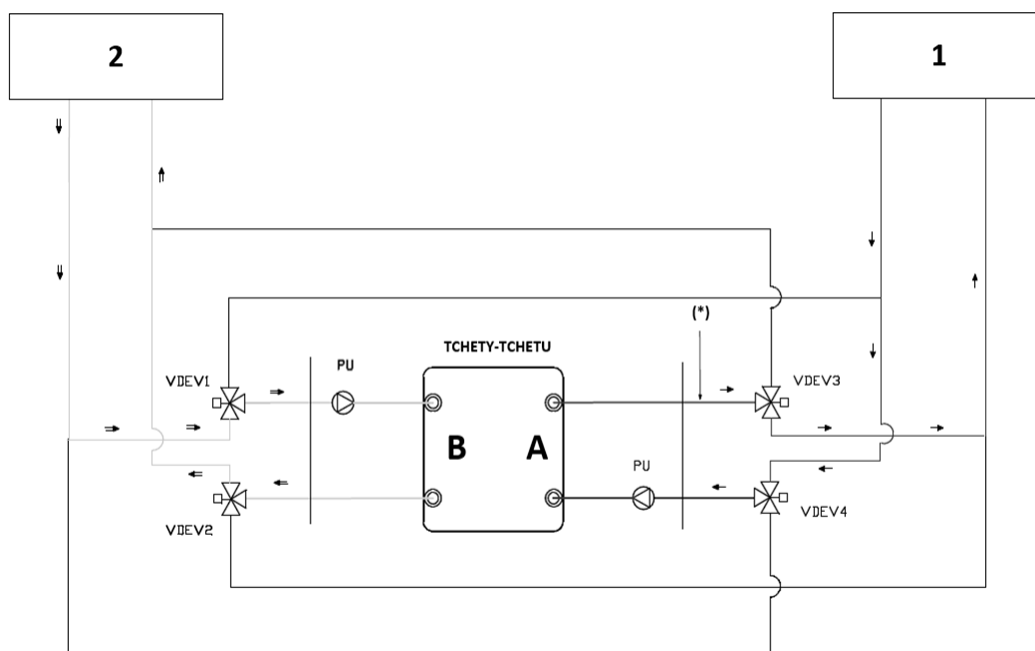 2
1
(*)
TCHETY-TCHETU
PU
VDEV1
VDEV3
B
A
PU
VDEV2
VDEV4